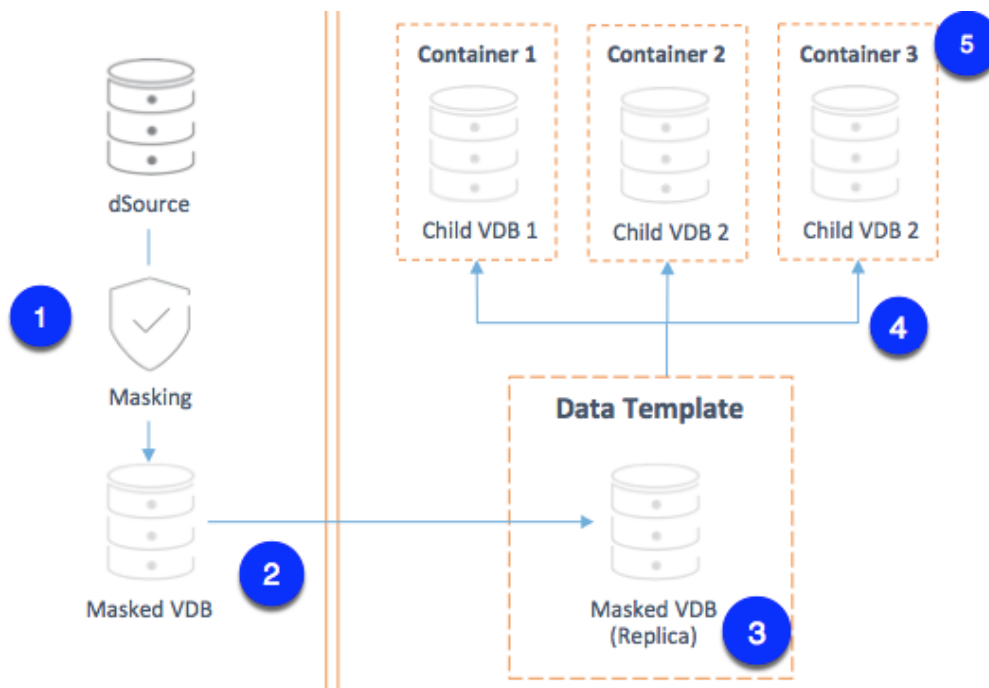 dSource
1
Masking
Masked VDB
2
Container 1
Container 2
Container 3
5
Child VDB 1
Child VDB 2
Child VDB 2
4
Data Template
Masked VDB
(Replica)
3